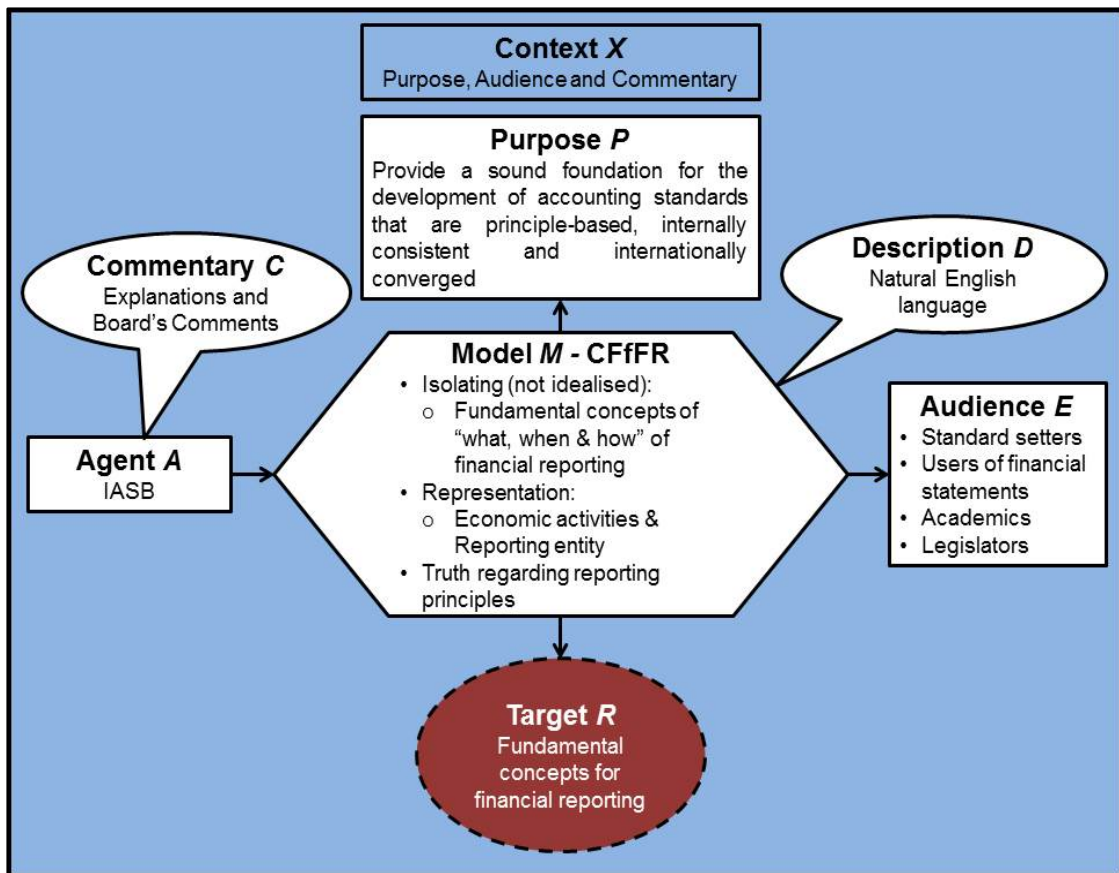 Context X
Purpose, Audience and Commentary
Purpose P
Provide a sound foundation for the
development of accounting standards
that are principle-based, internally
consistent and internationally
converged
Commentary C
Explanations and
Board's Comments
Description D
Natural English
language
Agent A
IASB
Model M - CFfFR
• Isolating (not idealised):
o Fundamental concepts of
"what, when & how" of
financial reporting
• Representation:
o Economic activities &
Reporting entity
• Truth regarding reporting
principles
Audience E
• Standard setters
• Users of financial
statements
• Academics
• Legislators
Target R
Fundamental
concepts for
financial reporting